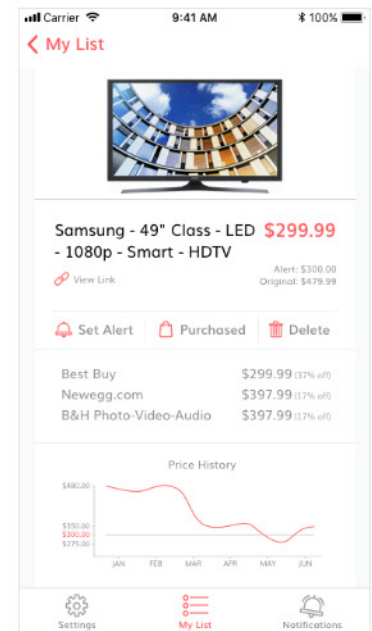 Carrier 9:41 AM 100%
My List
Samsung - 49" Class - LED $299.99
- 1080p - Smart - HDTV
Alert: $300.00
View Link
Original: $479.99
Set Alert Purchased Delete
Best Buy $299.99 (37% off)
Newegg.com $397.99 (17% off)
B&H Photo-Video-Audio $397.99 (17% off)
Price History
$480.00
$350.00
$300.00
$275.00
JAN FEB MAR APR MAY JUN
Settings My List Notifications